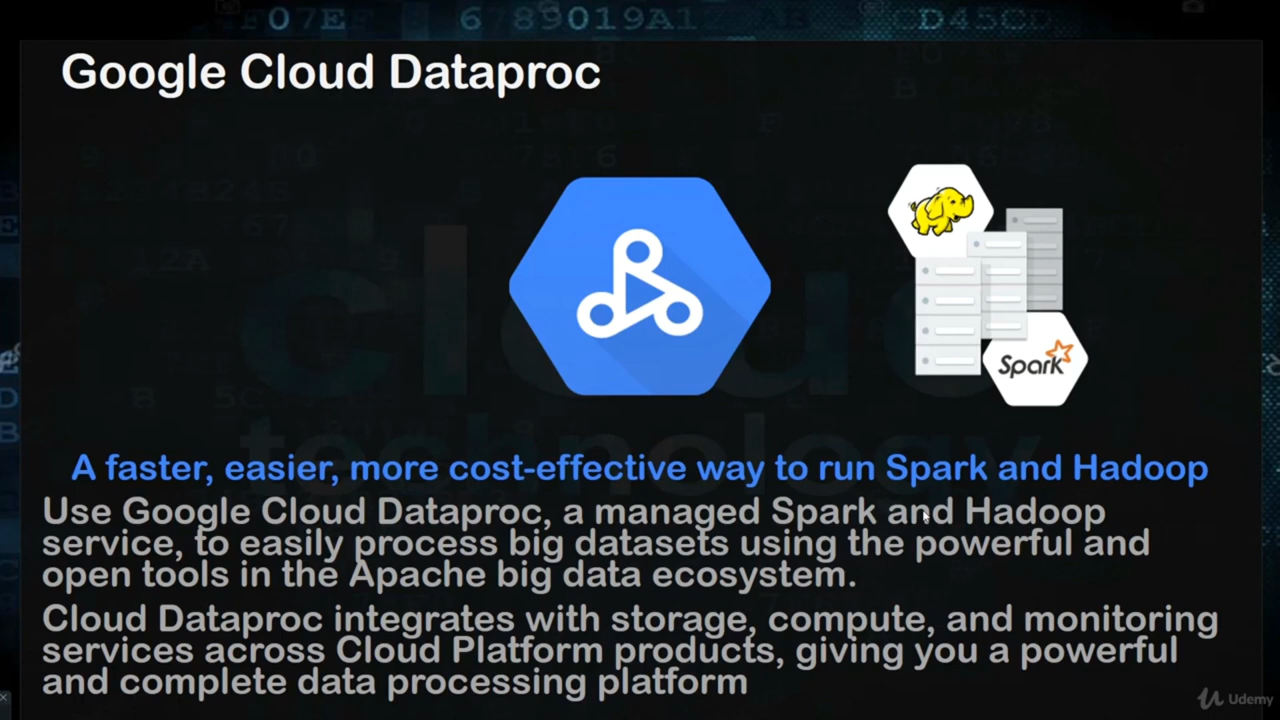 Google Cloud Dataproc
Spark
A faster, easier, more cost-effective way to run Spark and Hadoop
Use Google Cloud Dataproc, a managed Spark and Hadoop
service, to easily process big datasets using the powerful and
open tools in the Apache big data ecosystem.
Cloud Dataproc integrates with storage, compute, and monitoring
services across Cloud Platform products, giving you a powerful
and complete data processing platform
Udemy